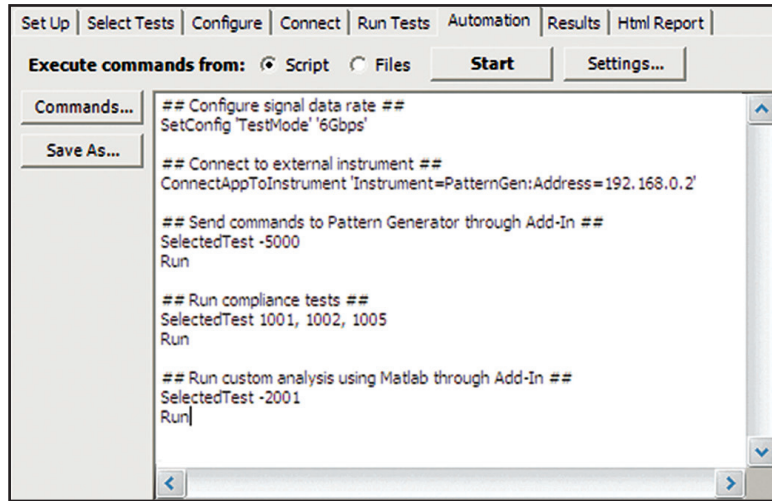 Set Up Select Tests Configure Connect Run Tests Automation Results Html Report
Execute commands from: Script Files Start Settings...
Commands...
Save As...
## Configure signal data rate ##
SetConfig 'TestMode' '6Gbps'
## Connect to external instrument ##
ConnectAppToInstrument 'Instrument=PatternGen:Address=192.168.0.2'
## Send commands to Pattern Generator through Add-In ##
SelectedTest -5000
Run
## Run compliance tests ##
SelectedTest 1001, 1002, 1005
Run
## Run custom analysis using Matlab through Add-In ##
SelectedTest -2001
Run